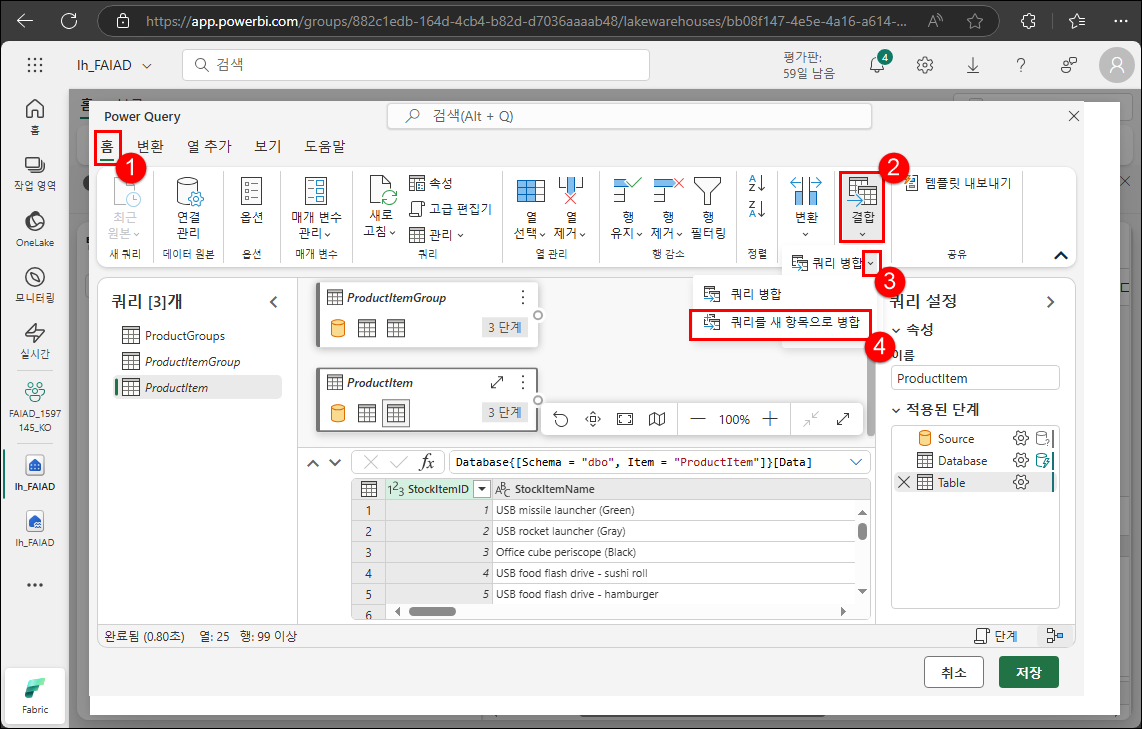 https://app.powerbi.com/groups/882c1edb-164d-4cb4-b82d-d7036aaaab48/lakewarehouses/bb08f147-4e5e-4a16-a614-...
lh_FAIAD
검색
평가판:
59일 남음
4
홈
작업 영역
OneLake
모니터링
실시간
FAIAD_1597
145_KO
lh_FAIAD
lh_FAIAD
Fabric
Power Query
검색(Alt + Q)
홈
변환
열 추가
보기
도움말
1
2
최근
원본
새 쿼리
연결
관리
데이터 원본
옵션
옵션
매개 변수
관리
매개 변수
새로
고침
속성
고급 편집기
관리
쿼리
열
선택
열
제거
열 관리
행
유지
행
제거
행
필터링
행 감소
정렬
변환
결합
템플릿 내보내기
공유
쿼리 병합
3
쿼리 병합
쿼리를 새 항목으로 병합
4
쿼리 [3]개
ProductGroups
ProductItemGroup
ProductItem
ProductItemGroup
3 단계
ProductItem
3 단계
100%
Database{[Schema = "dbo", Item = "ProductItem"]}[Data]
StockItemID
StockItemName
1 1 USB missile launcher (Green)
2 2 USB rocket launcher (Gray)
3 3 Office cube periscope (Black)
4 4 USB food flash drive - sushi roll
5 5 USB food flash drive - hamburger
6
쿼리 설정
속성
이름
ProductItem
적용된 단계
Source
Database
Table
완료됨 (0.80초) 열: 25 행: 99 이상
단계
취소
저장